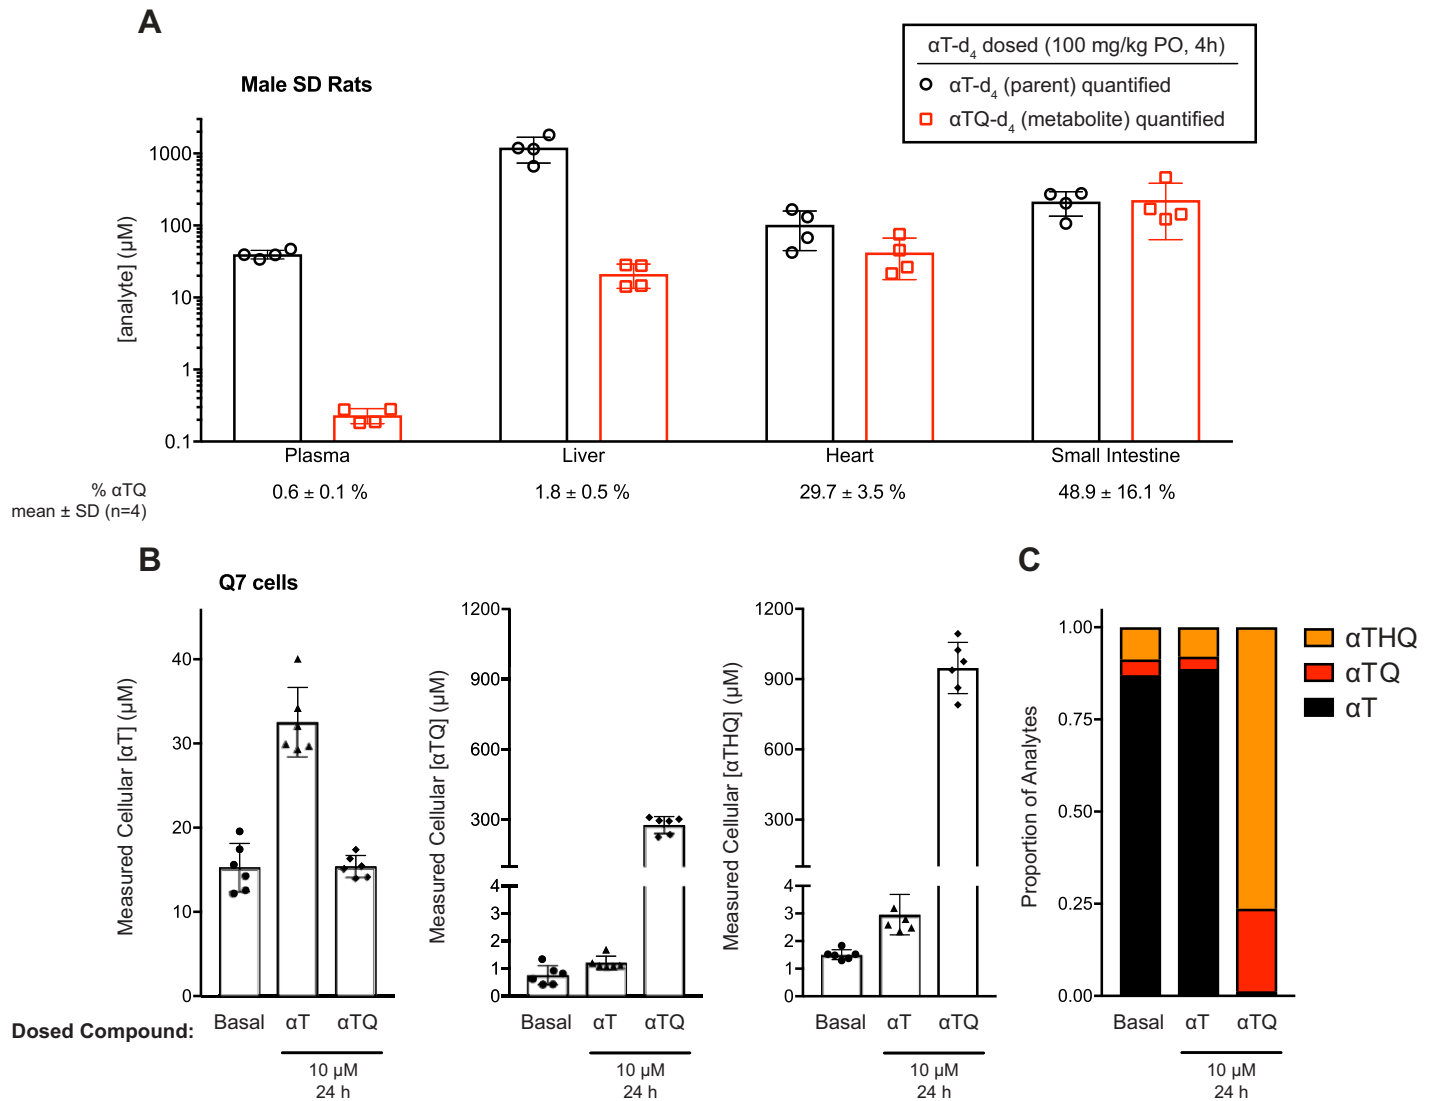 A
αT-d4 dosed (100 mg/kg PO, 4h)
αT-d4 (parent) quantified
αTQ-d4 (metabolite) quantified
Male SD Rats
[analyte] (μM)
1000
100
10
1
0.1
Plasma Liver Heart Small Intestine
% αTQ
mean ± SD (n=4)
0.6 ± 0.1 % 1.8 ± 0.5 % 29.7 ± 3.5 % 48.9 ± 16.1 %
B
Q7 cells
Measured Cellular [αT] (μM)
40
30
20
10
0
Measured Cellular [αTQ] (μM)
1200
900
600
300
4
3
2
1
0
Measured Cellular [αTHQ] (μM)
1200
900
600
300
4
3
2
1
0
Dosed Compound:
Basal αT αTQ
10 μM
24 h
Basal αT αTQ
10 μM
24 h
Basal αT αTQ
10 μM
24 h
C
Proportion of Analytes
1.00
0.75
0.50
0.25
0.00
αTHQ
αTQ
αT
Basal αT αTQ
10 μM
24 h